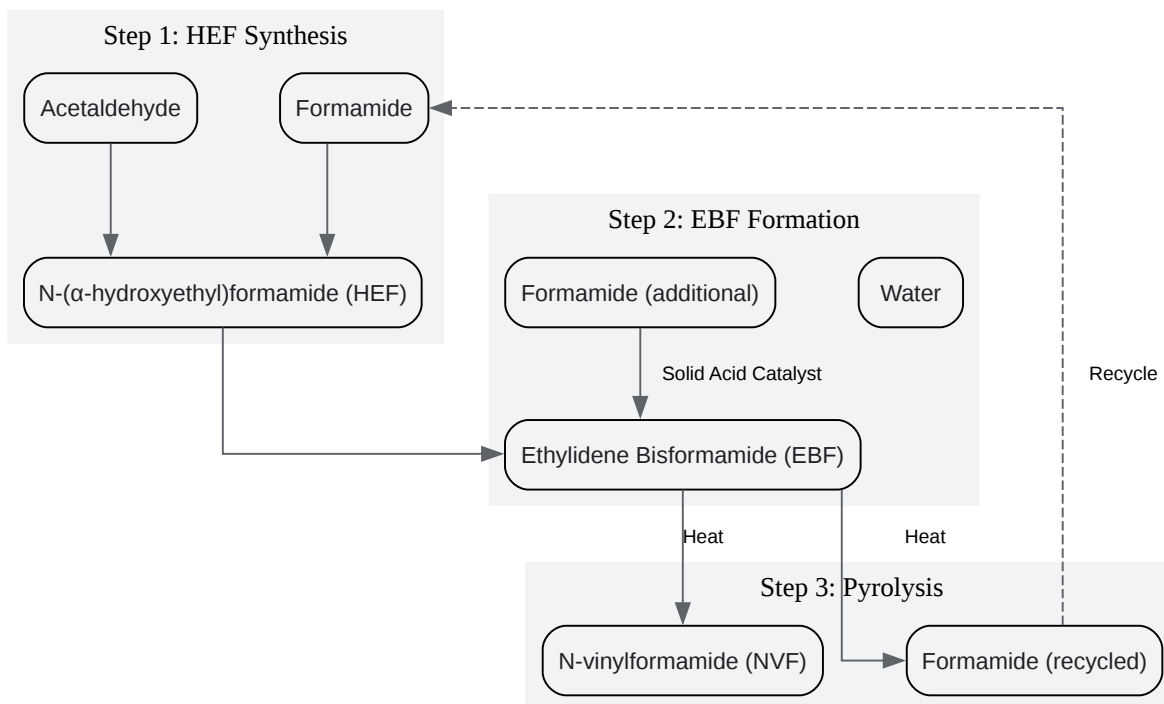 Step 1: HEF Synthesis
Acetaldehyde
Formamide
N-(α-hydroxyethyl)formamide (HEF)
Step 2: EBF Formation
Formamide (additional)
Water
Solid Acid Catalyst
Recycle
Ethylidene Bisformamide (EBF)
Heat
Heat
Step 3: Pyrolysis
N-vinylformamide (NVF)
Formamide (recycled)